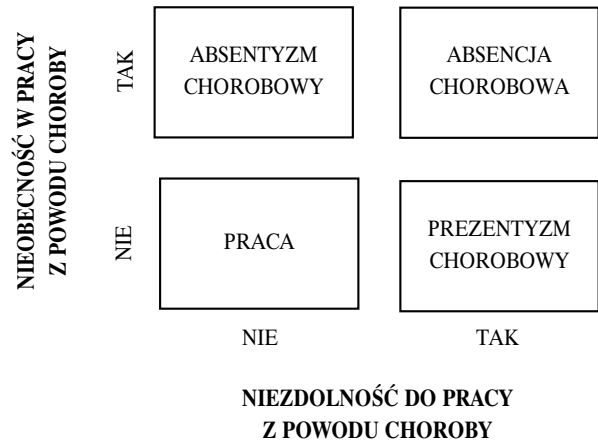 NIEOBECNOŚĆ W PRACY
Z POWODU CHOROBY
TAK
ABSENTYZM
CHOROBOWY
ABSENCJA
CHOROBOWA
NIE
PRACA
PREZENTYZM
CHOROBOWY
NIE
TAK
NIEZDOLNOŚĆ DO PRACY
Z POWODU CHOROBY